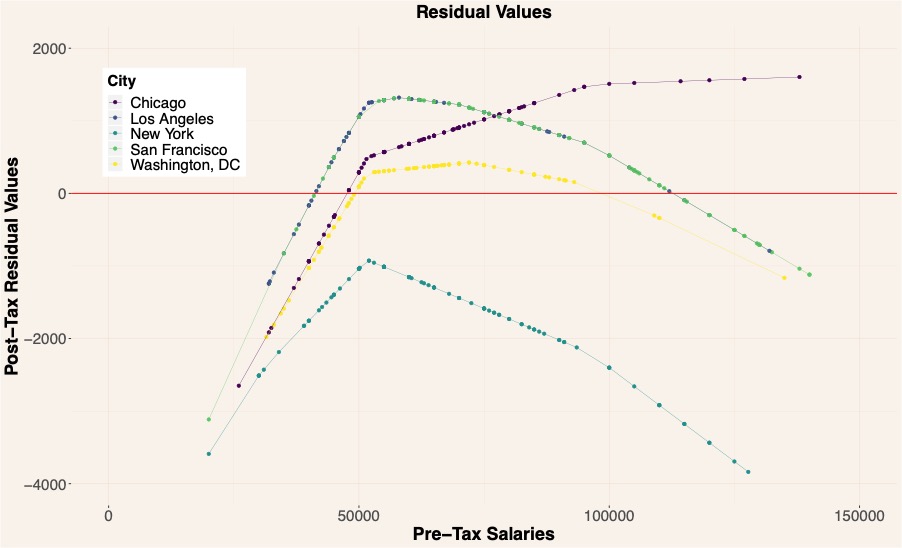 Residual Values
2000
0
−2000
−4000
Post−Tax Residual Values
City
Chicago
Los Angeles
New York
San Francisco
Washington, DC
0
50000
100000
150000
Pre−Tax Salaries